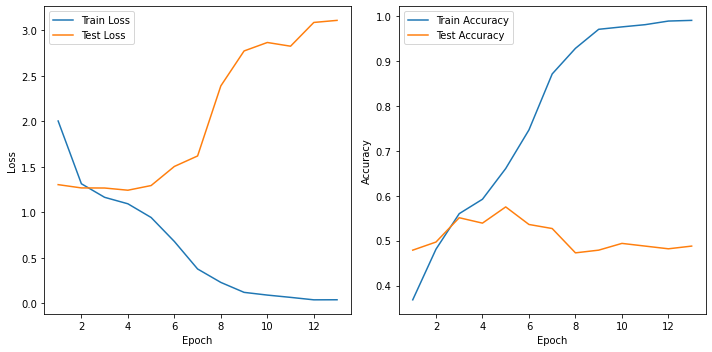 Train Loss
Test Loss
3.0
2.5
2.0
1.5
1.0
0.5
0.0
Loss
2 4 6 8 10 12
Epoch
Train Accuracy
Test Accuracy
1.0
0.9
0.8
0.7
0.6
0.5
0.4
Accuracy
2 4 6 8 10 12
Epoch